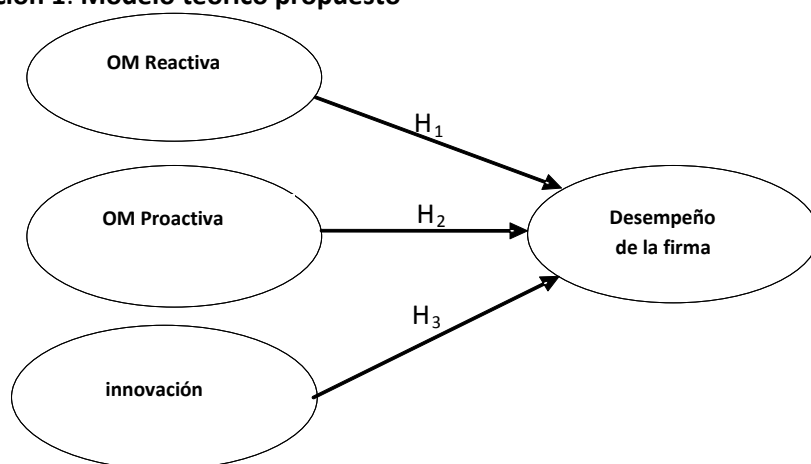 ción 1. Modelo teórico propuesto
OM Reactiva
H1
OM Proactiva
H2
Desempeño
de la firma
H3
innovación